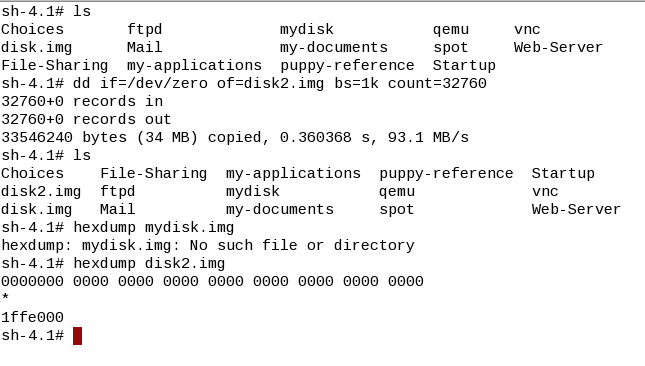 sh-4.1# ls
Choices       ftpd             mydisk           qemu     vnc
disk.img      Mail             my-documents     spot     Web-Server
File-Sharing  my-applications  puppy-reference  Startup
sh-4.1# dd if=/dev/zero of=disk2.img bs=1k count=32760
32760+0 records in
32760+0 records out
33546240 bytes (34 MB) copied, 0.360368 s, 93.1 MB/s
sh-4.1# ls
Choices    File-Sharing  my-applications  puppy-reference  Startup
disk2.img  ftpd          mydisk           qemu             vnc
disk.img   Mail          my-documents     spot             Web-Server
sh-4.1# hexdump mydisk.img
hexdump: mydisk.img: No such file or directory
sh-4.1# hexdump disk2.img
0000000 0000 0000 0000 0000 0000 0000 0000 0000
*
1ffe000
sh-4.1#